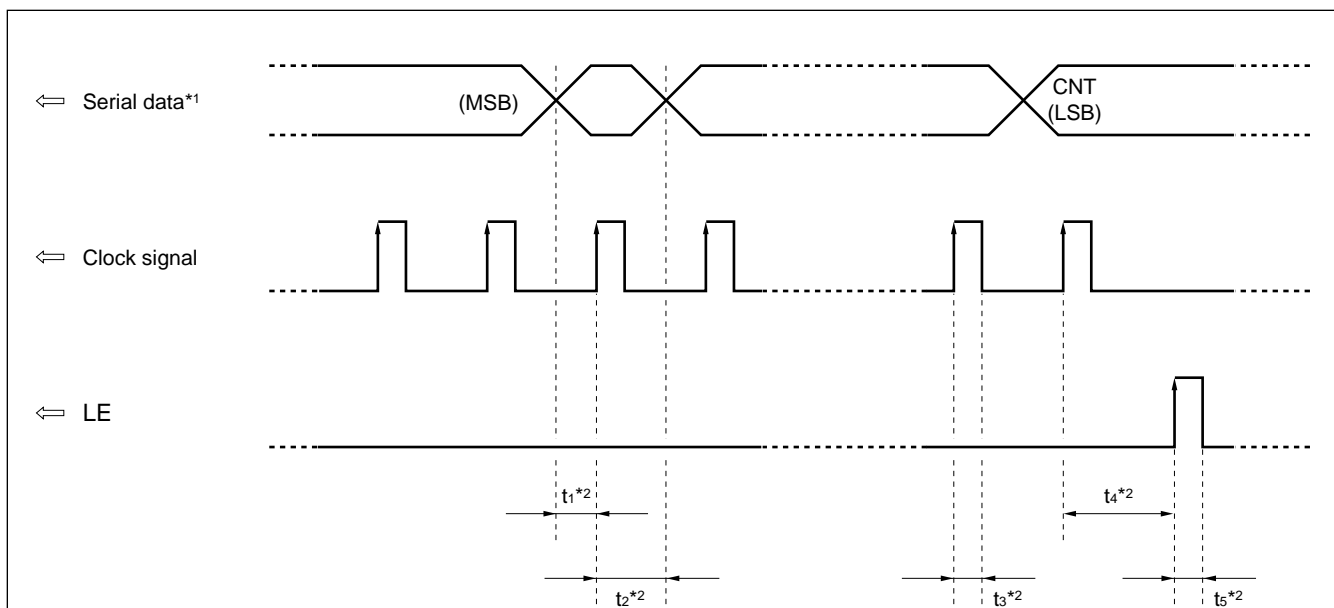 ⇦ Serial data*1
(MSB)
CNT
(LSB)
⇦ Clock signal
⇦ LE
t1*2
t4*2
t2*2
t3*2
t5*2